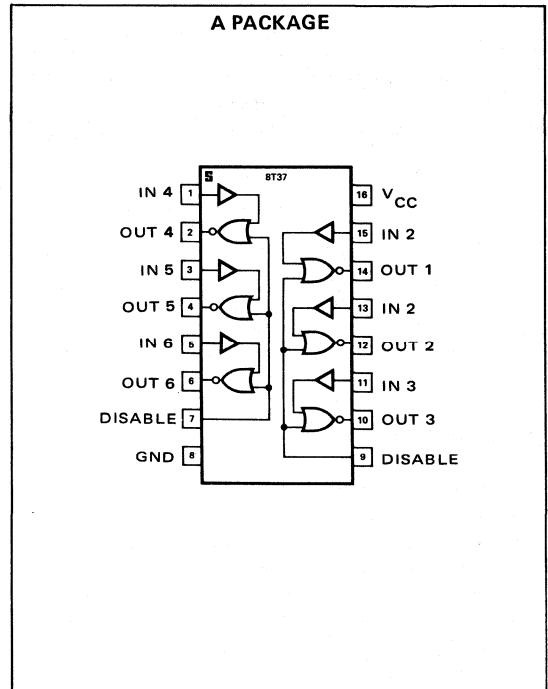 A PACKAGE
8T37
IN 4 1
16 VCC
OUT 4 2
15 IN 2
IN 5 3
14 OUT 1
OUT 5 4
13 IN 2
IN 6 5
12 OUT 2
OUT 6 6
11 IN 3
DISABLE 7
10 OUT 3
GND 8
9 DISABLE